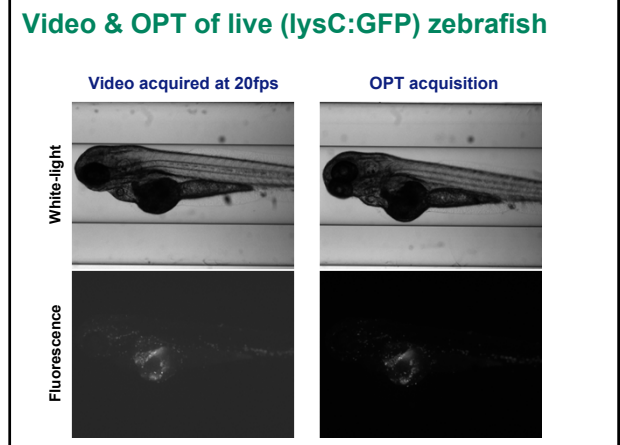 Video & OPT of live (lysC:GFP) zebrafish
Video acquired at 20fps
OPT acquisition
White-light
Fluorescence